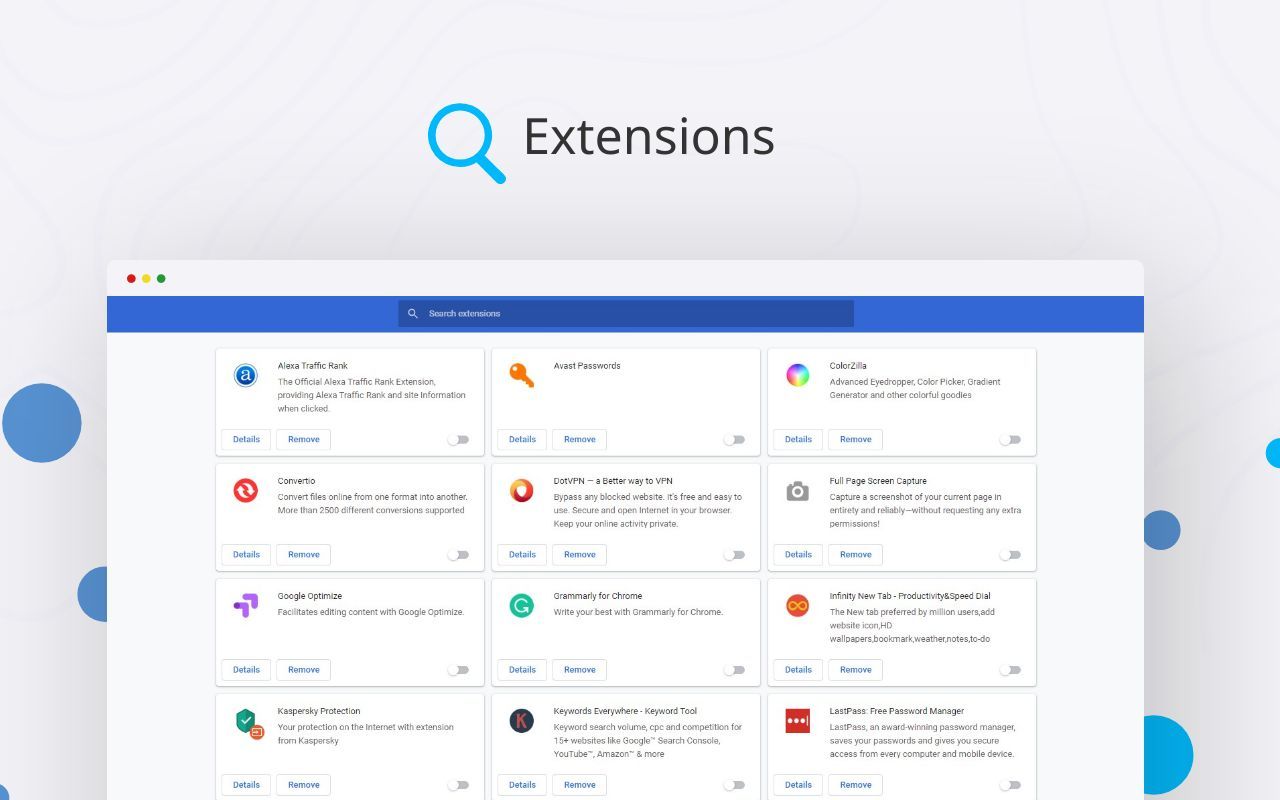 Extensions
Search extensions
Alexa Traffic Rank
The Official Alexa Traffic Rank Extension,
providing Alexa Traffic Rank and site Information
when clicked.
Details
Remove
Avast Passwords
Details
Remove
ColorZilla
Advanced Eyedropper, Color Picker, Gradient
Generator and other colorful goodies
Details
Remove
Convertio
Convert files online from one format into another.
More than 2500 different conversions supported
Details
Remove
DotVPN — a Better way to VPN
Bypass any blocked website. It's free and easy to
use. Secure and open Internet in your browser.
Keep your online activity private.
Details
Remove
Full Page Screen Capture
Capture a screenshot of your current page in
entirety and reliably—without requesting any extra
permissions!
Details
Remove
Google Optimize
Facilitates editing content with Google Optimize.
Details
Remove
Grammarly for Chrome
Write your best with Grammarly for Chrome.
Details
Remove
Infinity New Tab - Productivity&Speed Dial
The New tab preferred by million users,add
website icon,HD
wallpapers,bookmark,weather,notes,to-do
Details
Remove
Kaspersky Protection
Your protection on the Internet with extension
from Kaspersky
Details
Remove
Keywords Everywhere - Keyword Tool
Keyword search volume, cpc and competition for
15+ websites like Google™ Search Console,
YouTube™, Amazon™ & more
Details
Remove
LastPass: Free Password Manager
LastPass, an award-winning password manager,
saves your passwords and gives you secure
access from every computer and mobile device.
Details
Remove